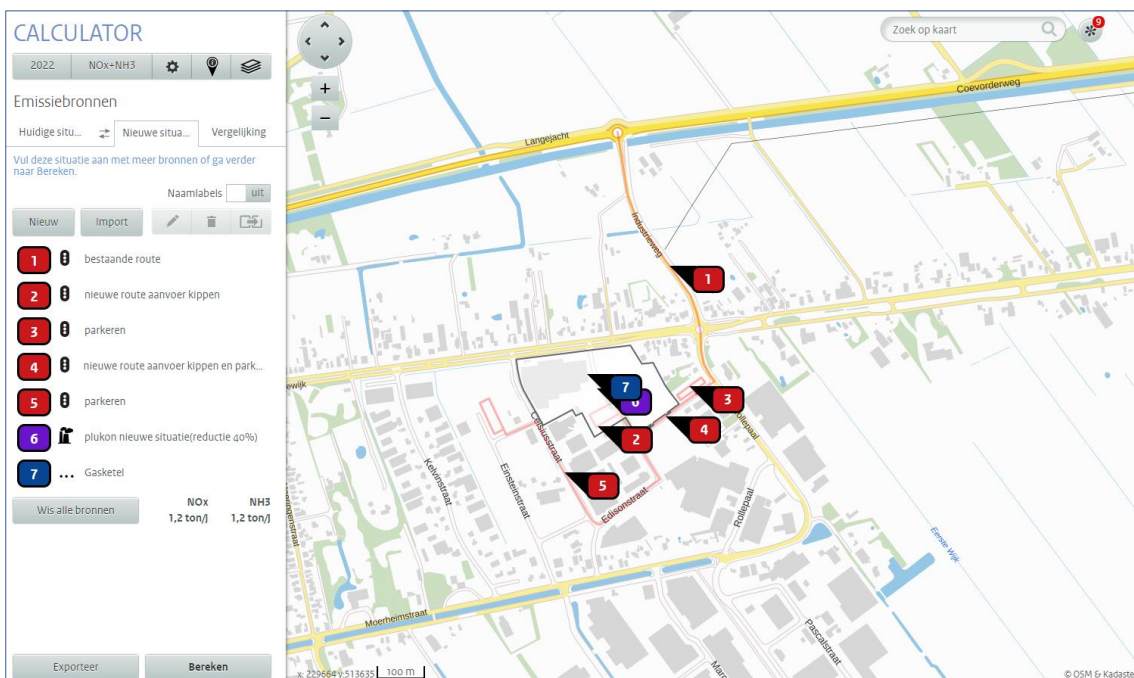 CALCULATOR
2022 NOx+NH3
Emissiebronnen
Huidige situ... Nieuwe situa... Vergelijking
Vul deze situatie aan met meer bronnen of ga verder
naar Bereken.
Naamlabels uit
Nieuw Import
1 bestaande route
2 nieuwe route aanvoer kippen
3 parkeren
4 nieuwe route aanvoer kippen en park...
5 parkeren
6 plukon nieuwe situatie(reductie 40%)
7 ... Gasketel
Wis alle bronnen NOx NH3
1,2 ton/j 1,2 ton/j
Exporteer Bereken
Zoek op kaart
9
+
−
Coevorderweg
Langejacht
Industrieweg
1
7
6
3
4
2
5
ewijk
Rollepaal
Celsiusstraat
Kelvinstraat
Einsteinstraat
Edisonstraat
Rollepaal
Eerste Wijk
Moerheimstraat
Pascalstraat
x: 229664 y:513635 100 m
© OSM & Kadaste